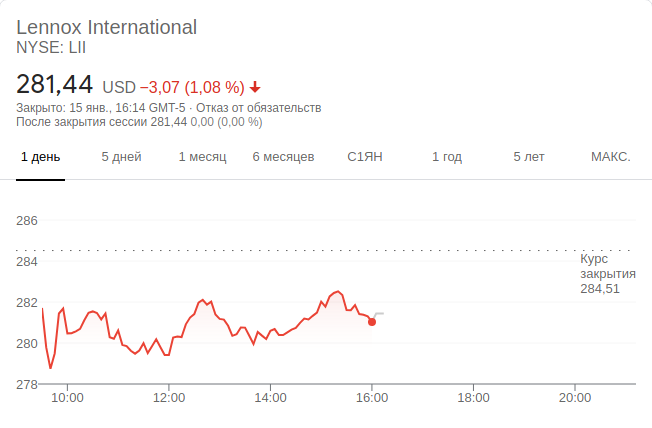 Lennox International
NYSE: LII
281,44 USD −3,07 (1,08 %)
Закрыто: 15 янв., 16:14 GMT-5 · Отказ от обязательств
После закрытия сессии 281,44 0,00 (0,00 %)
1 день 5 дней 1 месяц 6 месяцев С1ЯН 1 год 5 лет МАКС.
286
284
282
280
278
Курс
закрытия
284,51
10:00 12:00 14:00 16:00 18:00 20:00